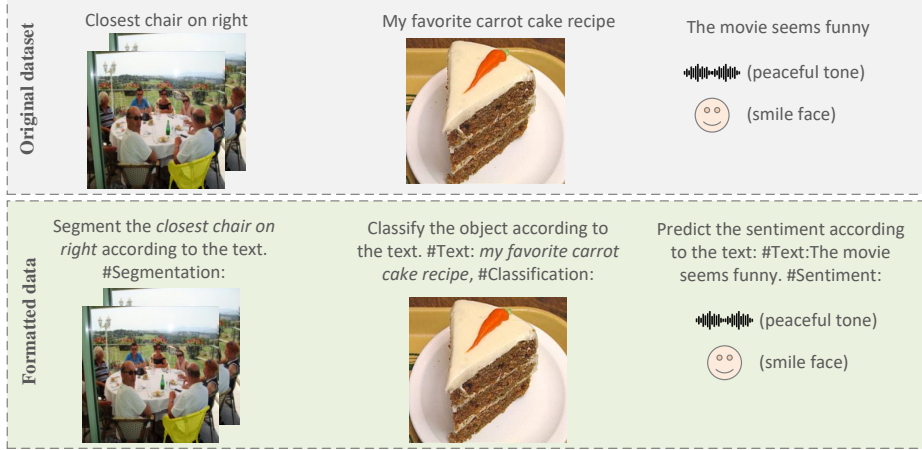 Original dataset
Closest chair on right
My favorite carrot cake recipe
The movie seems funny
(peaceful tone)
(smile face)
Formatted data
Segment the closest chair on
right according to the text.
#Segmentation:
Classify the object according to
the text. #Text: my favorite carrot
cake recipe, #Classification:
Predict the sentiment according
to the text: #Text:The movie
seems funny. #Sentiment:
(peaceful tone)
(smile face)